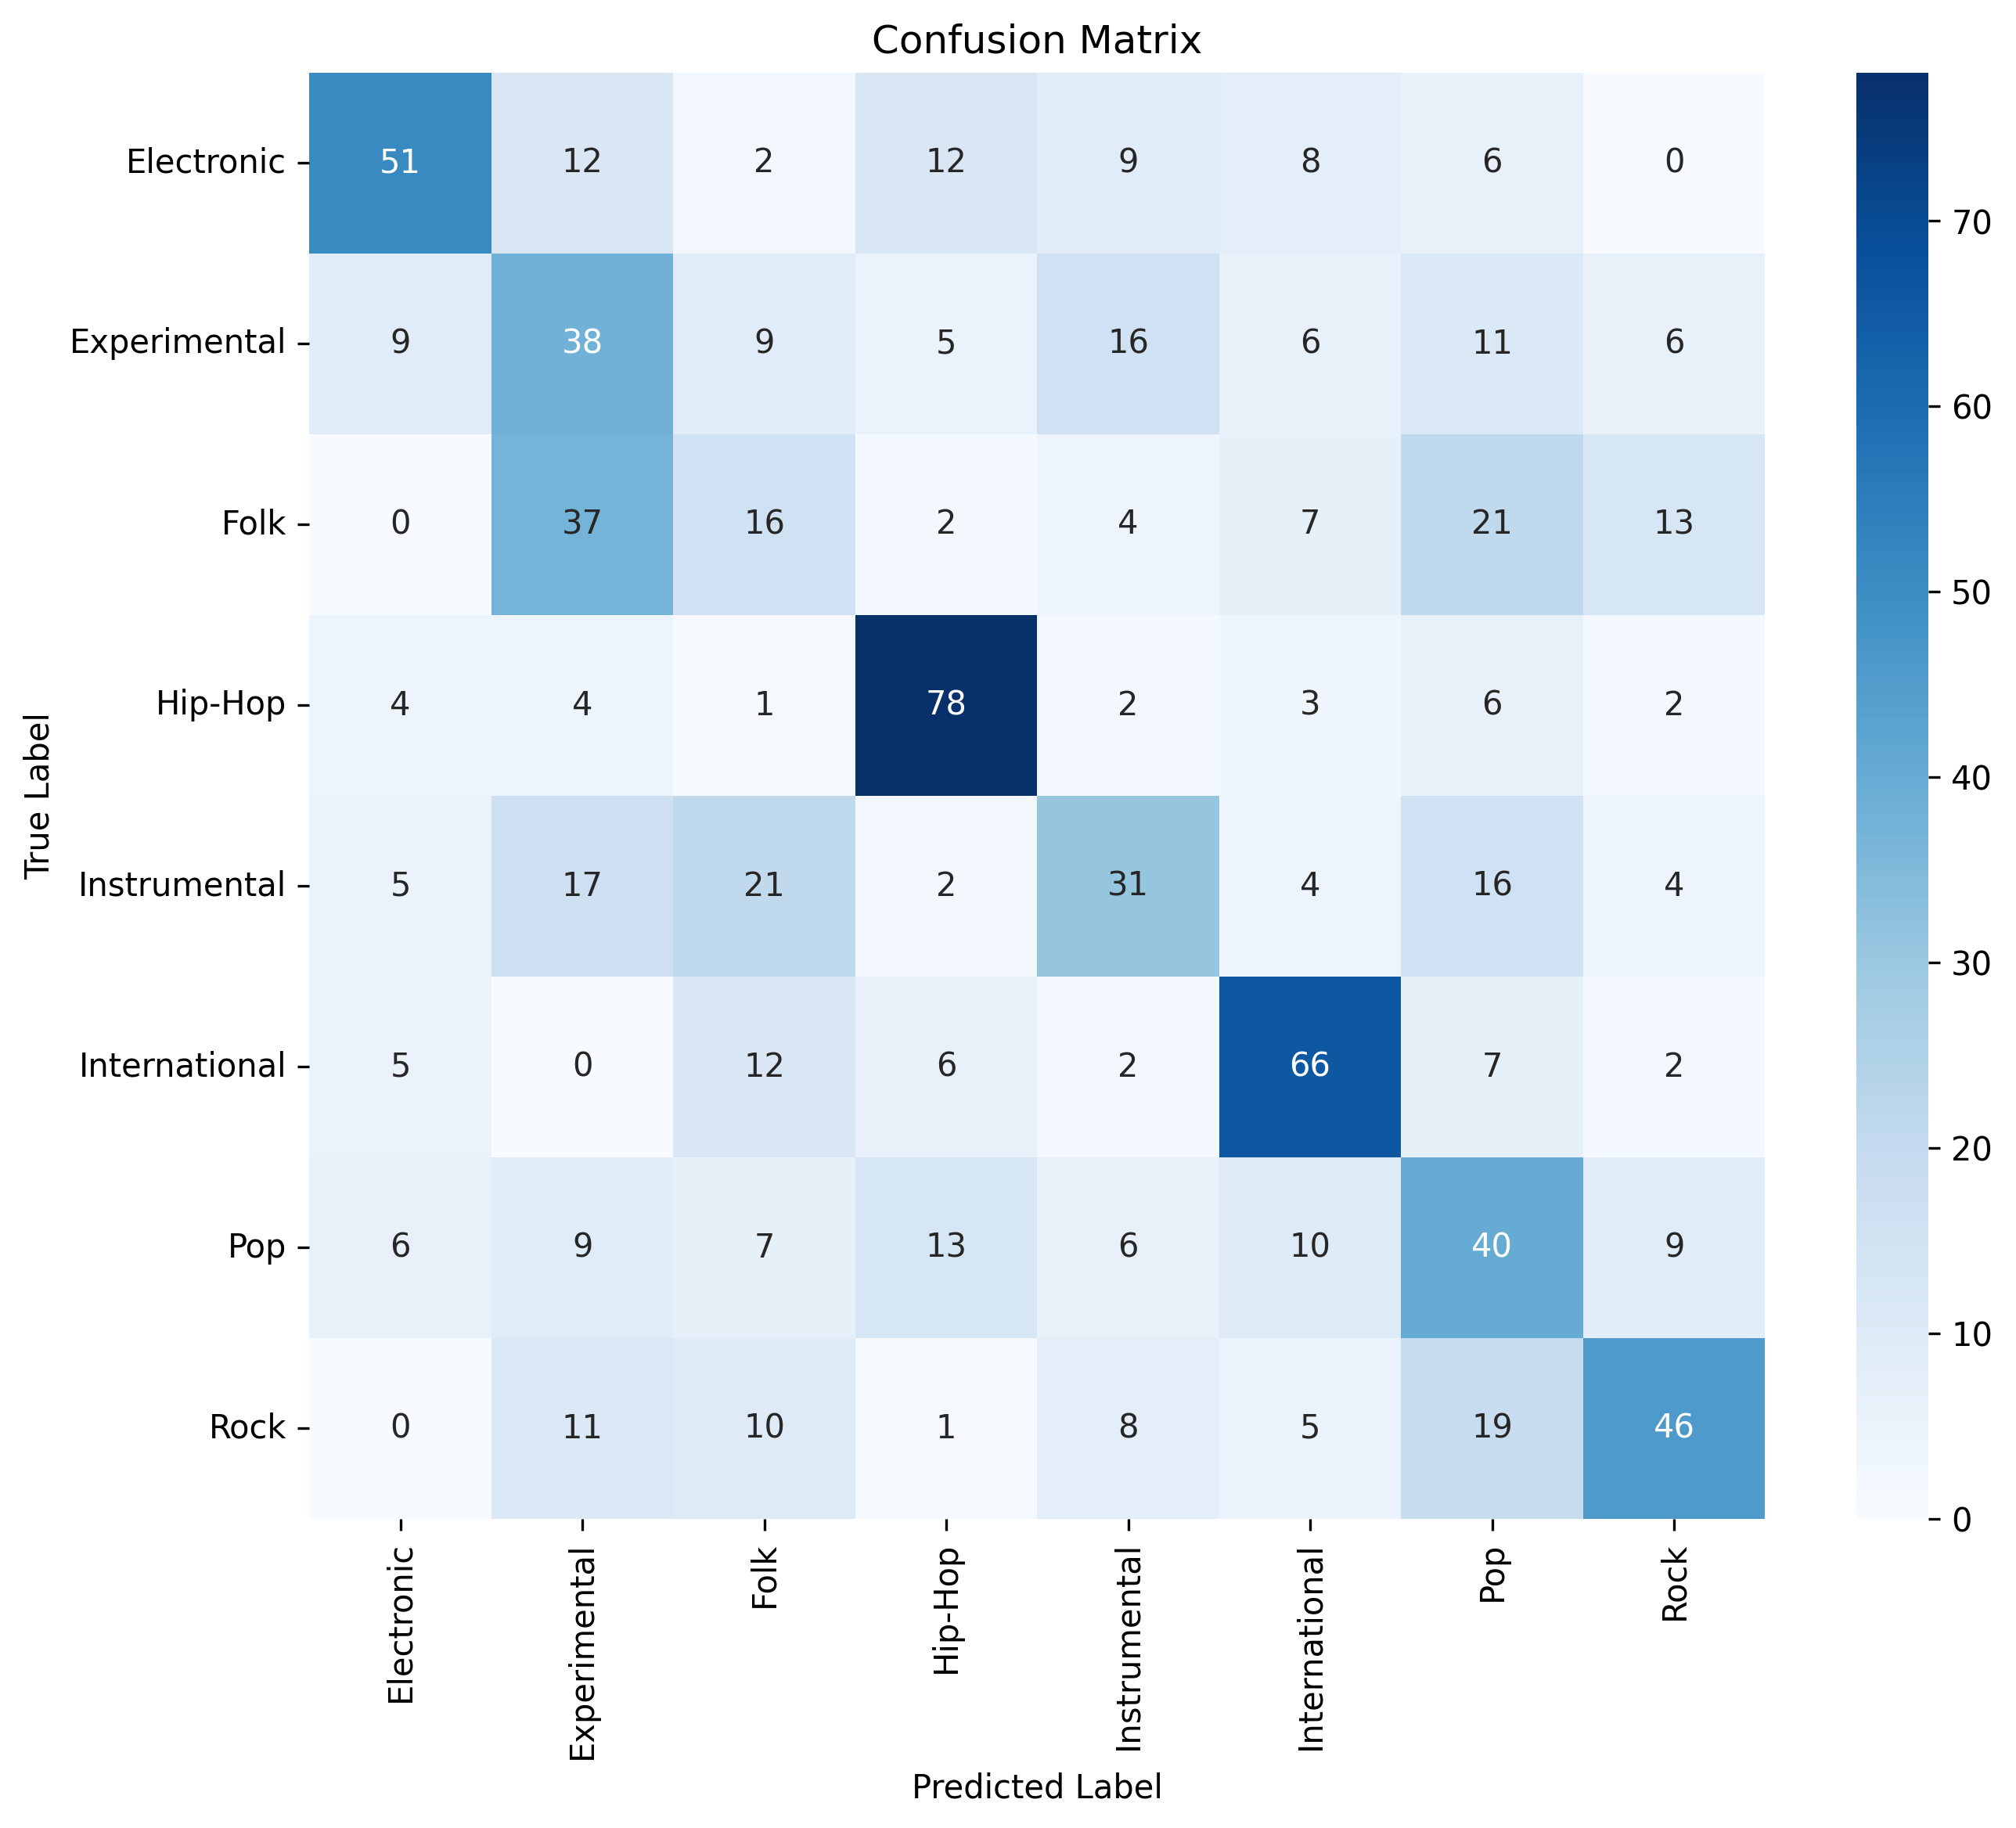 Confusion Matrix
Electronic 51 12 2 12 9 8 6 0
Experimental 9 38 9 5 16 6 11 6
Folk 0 37 16 2 4 7 21 13
Hip-Hop 4 4 1 78 2 3 6 2
Instrumental 5 17 21 2 31 4 16 4
International 5 0 12 6 2 66 7 2
Pop 6 9 7 13 6 10 40 9
Rock 0 11 10 1 8 5 19 46
True Label
Electronic Experimental Folk Hip-Hop Instrumental International Pop Rock
Predicted Label
70
60
50
40
30
20
10
0